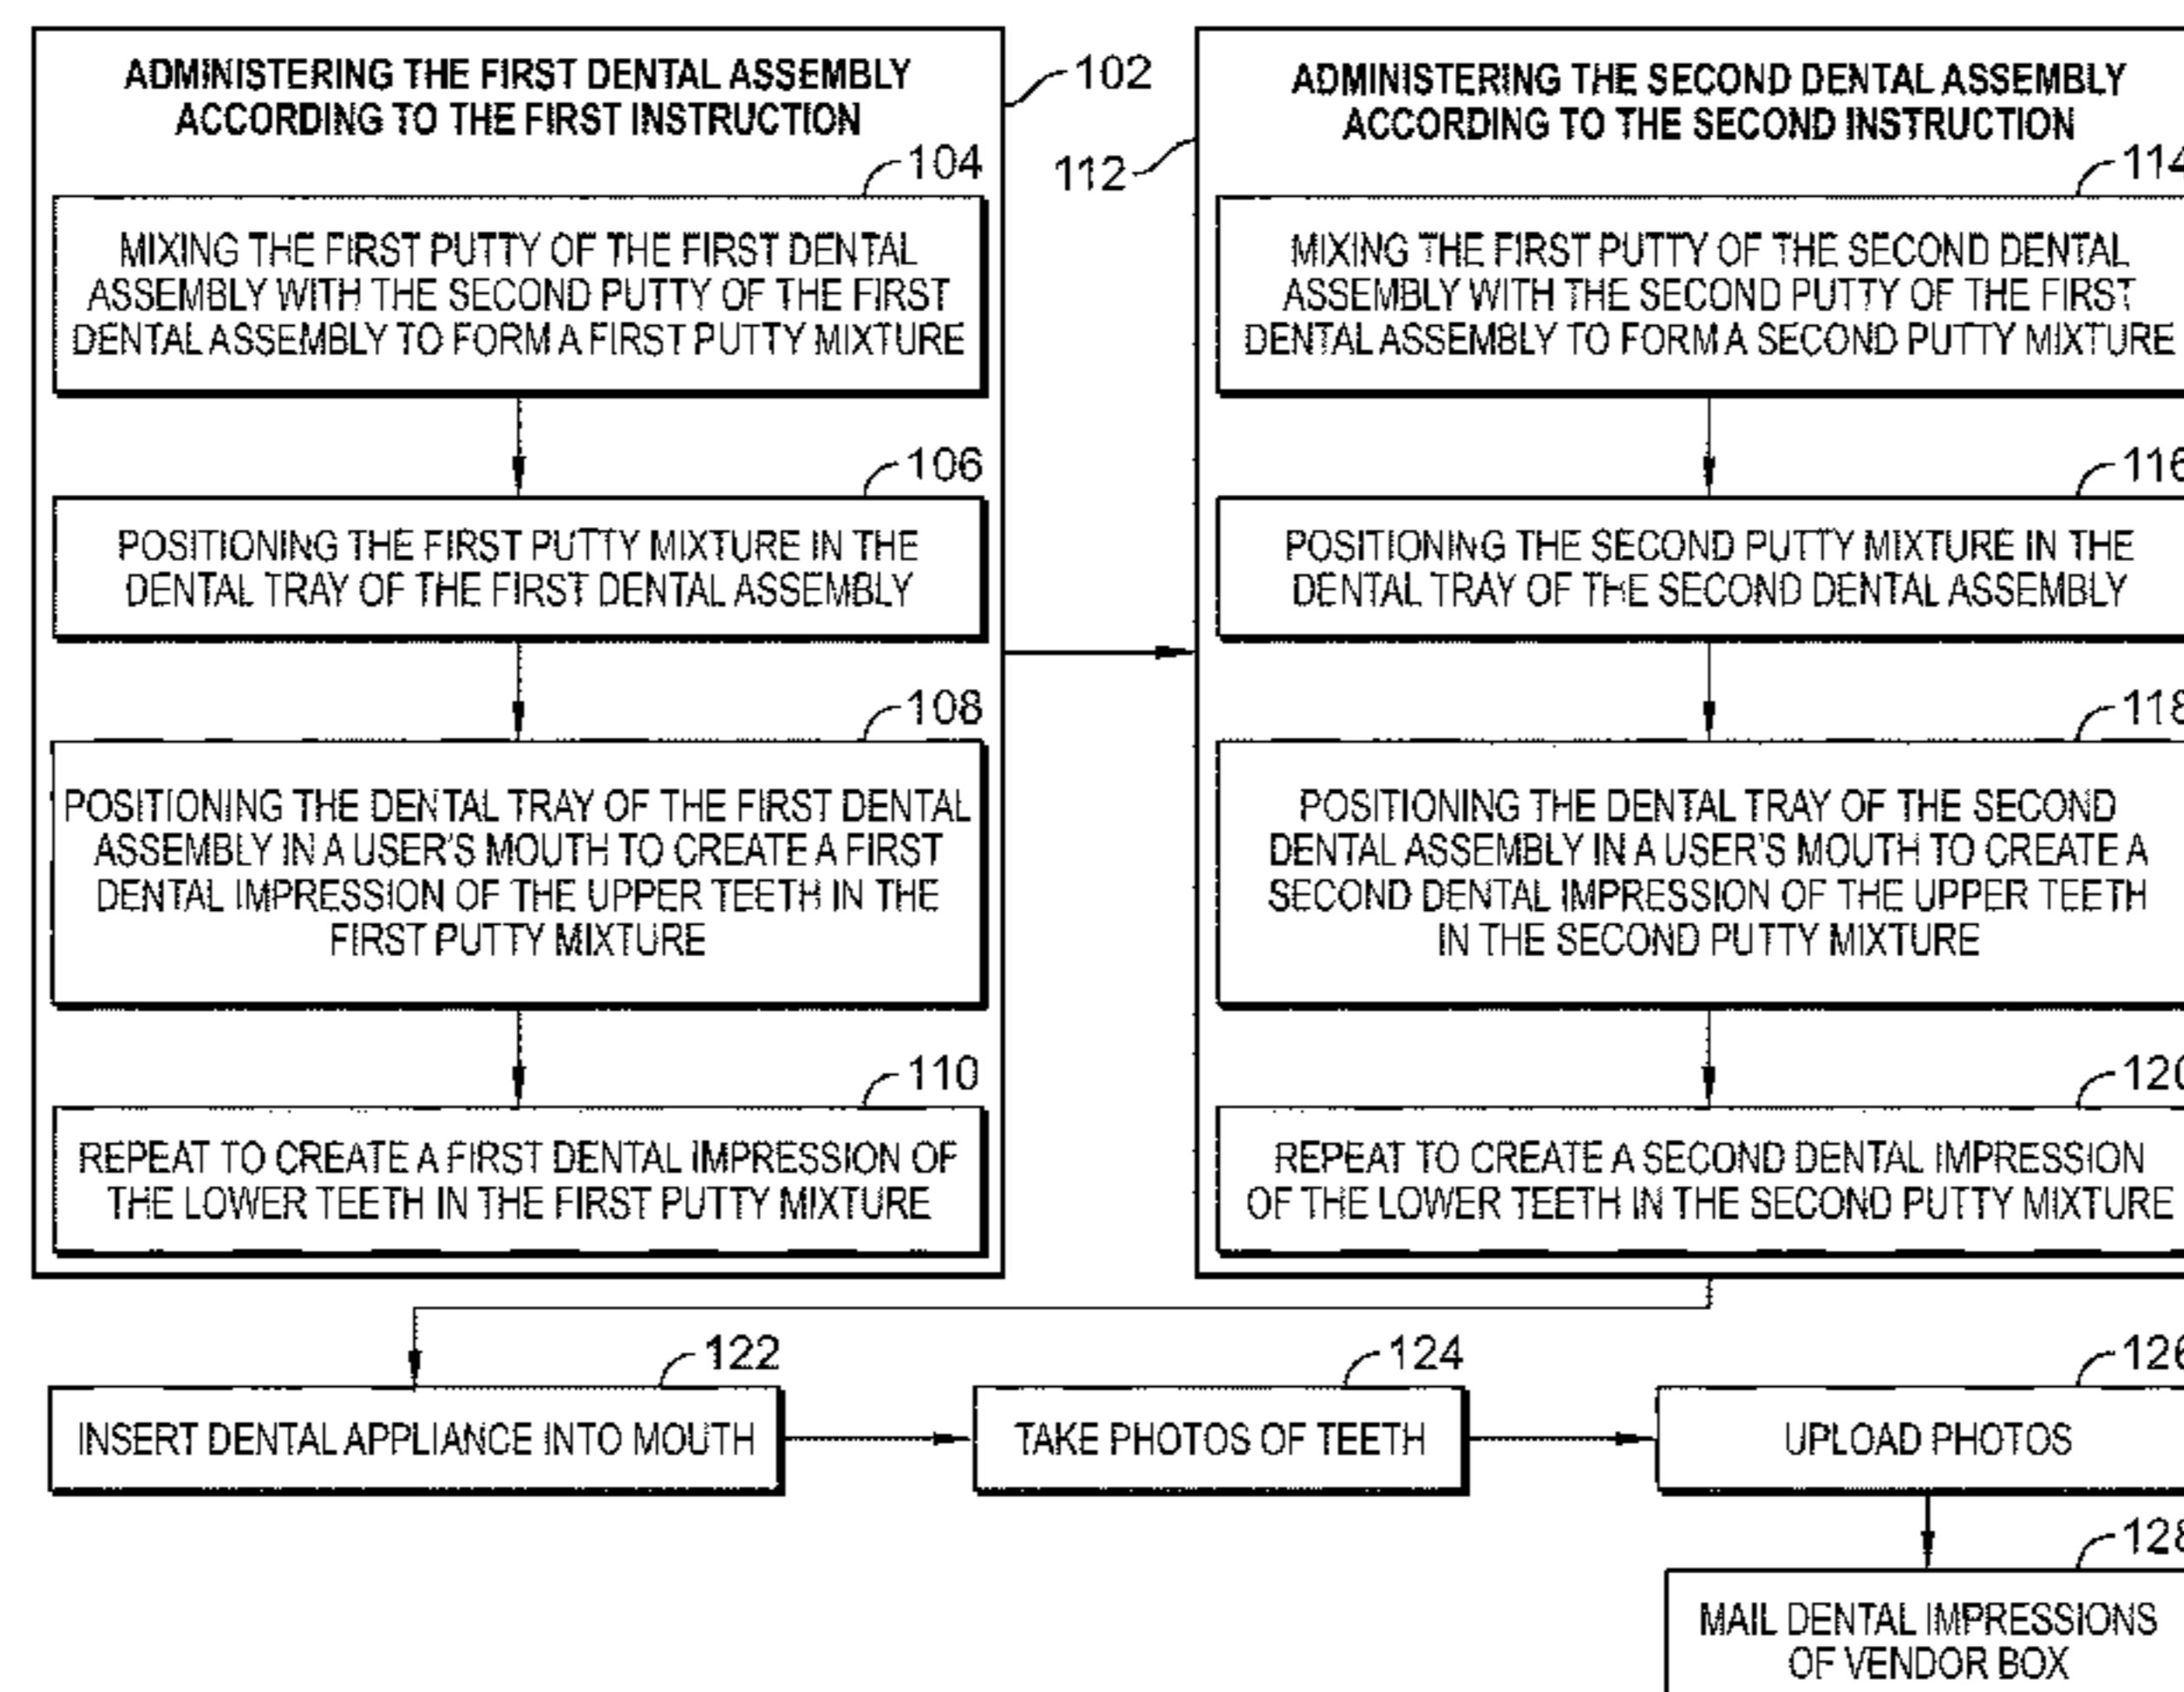 ADMINISTERING THE FIRST DENTAL ASSEMBLY
ACCORDING TO THE FIRST INSTRUCTION
102
104
MIXING THE FIRST PUTTY OF THE FIRST DENTAL
ASSEMBLY WITH THE SECOND PUTTY OF THE FIRST
DENTAL ASSEMBLY TO FORM A FIRST PUTTY MIXTURE
106
POSITIONING THE FIRST PUTTY MIXTURE IN THE
DENTAL TRAY OF THE FIRST DENTAL ASSEMBLY
108
POSITIONING THE DENTAL TRAY OF THE FIRST DENTAL
ASSEMBLY IN A USER'S MOUTH TO CREATE A FIRST
DENTAL IMPRESSION OF THE UPPER TEETH IN THE
FIRST PUTTY MIXTURE
110
REPEAT TO CREATE A FIRST DENTAL IMPRESSION OF
THE LOWER TEETH IN THE FIRST PUTTY MIXTURE
ADMINISTERING THE SECOND DENTAL ASSEMBLY
ACCORDING TO THE SECOND INSTRUCTION
112
114
MIXING THE FIRST PUTTY OF THE SECOND DENTAL
ASSEMBLY WITH THE SECOND PUTTY OF THE FIRST
DENTAL ASSEMBLY TO FORM A SECOND PUTTY MIXTURE
116
POSITIONING THE SECOND PUTTY MIXTURE IN THE
DENTAL TRAY OF THE SECOND DENTAL ASSEMBLY
118
POSITIONING THE DENTAL TRAY OF THE SECOND
DENTAL ASSEMBLY IN A USER'S MOUTH TO CREATE A
SECOND DENTAL IMPRESSION OF THE UPPER TEETH
IN THE SECOND PUTTY MIXTURE
120
REPEAT TO CREATE A SECOND DENTAL IMPRESSION
OF THE LOWER TEETH IN THE SECOND PUTTY MIXTURE
122
INSERT DENTAL APPLIANCE INTO MOUTH
124
TAKE PHOTOS OF TEETH
126
UPLOAD PHOTOS
128
MAIL DENTAL IMPRESSIONS
OF VENDOR BOX